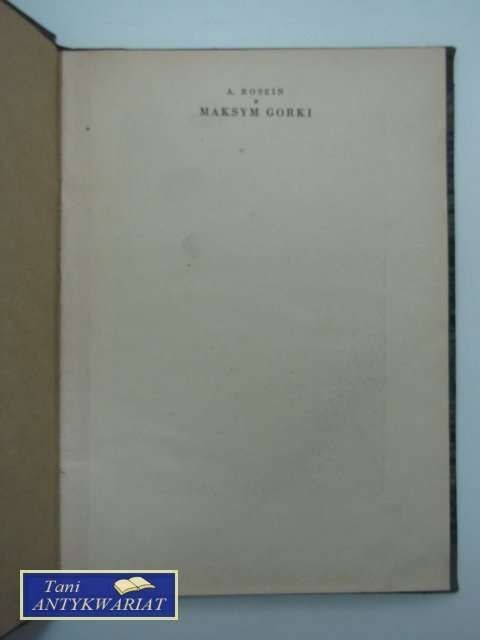 A. ROSKIN
MAKSYM GORKI
Tani
ANTYKWARIAT